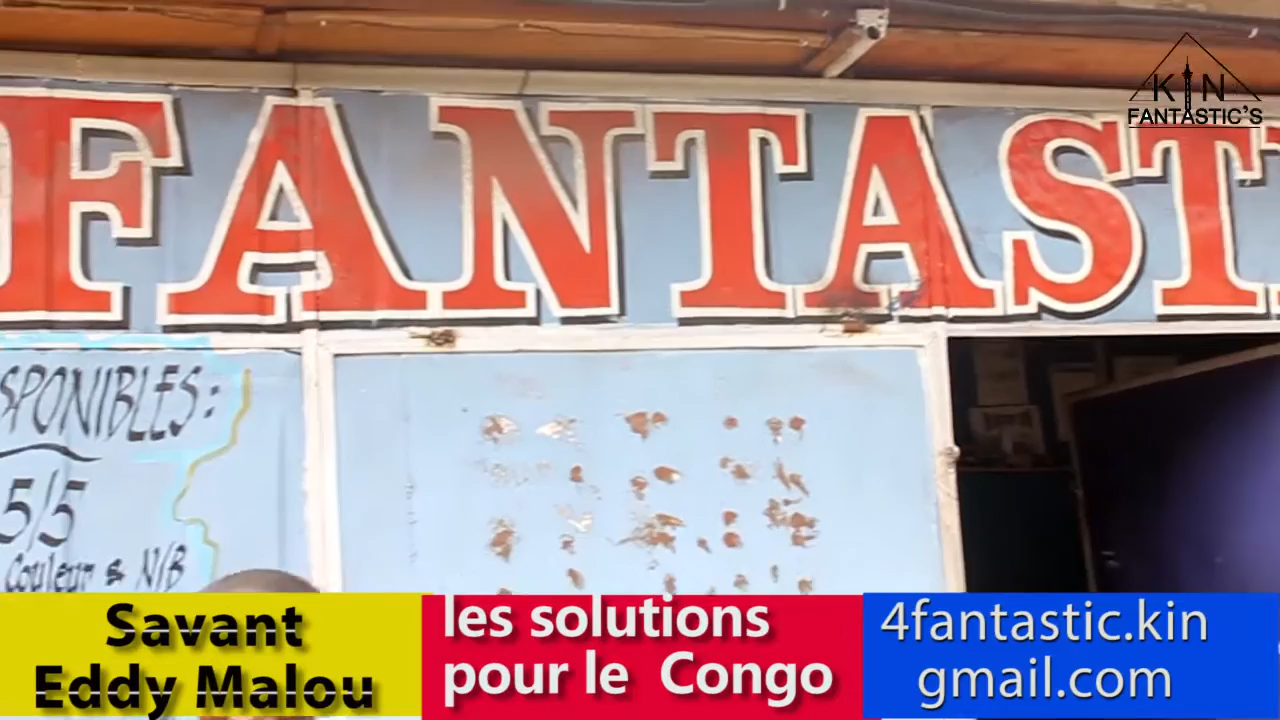 KIN
FANTASTIC'S
FANTAST
SPONIBLES:
5/5
Couleur & N/B
Savant
Eddy Malou
les solutions
pour le Congo
4fantastic.kin
gmail.com